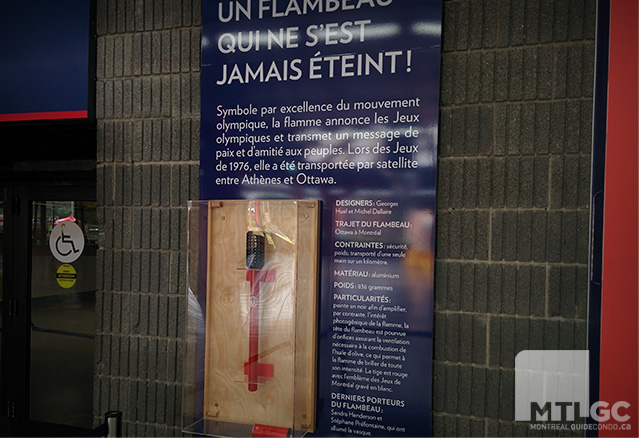 UN FLAMBEAU
QUI NE S'EST
JAMAIS ÉTEINT!
Symbole par excellence du mouvement
olympique, la flamme annonce les Jeux
olympiques et transmet un message de
paix et d'amitié aux peuples. Lors des Jeux
de 1976, elle a été transportée par satellite
entre Athènes et Ottawa.
DESIGNERS: Georges
Huel et Michel Dallaire
TRAJET DU FLAMBEAU:
Ottawa à Montréal
CONTRAINTES: sécurité,
poids, transporté d'une seule
main sur un kilomètre.
MATÉRIAU: aluminium
POIDS: 836 grammes
PARTICULARITÉS:
peinte en noir afin d'amplifier,
par contraste, l'intérêt
photogénique de la flamme, la
tête du flambeau est pourvue
d'orifices assurant la ventilation
nécessaire à la combustion de
l'huile d'olive, ce qui permet à
la flamme de briller de toute
son intensité. La tige est rouge
avec l'emblème des Jeux de
Montréal gravé en blanc.
DERNIERS PORTEURS
DU FLAMBEAU:
Sandra Henderson et
Stéphane Préfontaine, qui ont
allumé la vasque.
MTLGC
MONTREALGUIDECONDO.CA